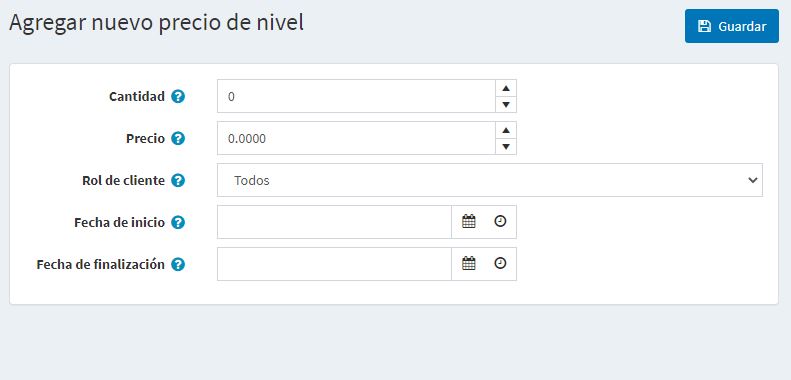 Agregar nuevo precio de nivel
Guardar
Cantidad ?
0
Precio ?
0.0000
Rol de cliente ?
Todos
Fecha de inicio ?
Fecha de finalización ?